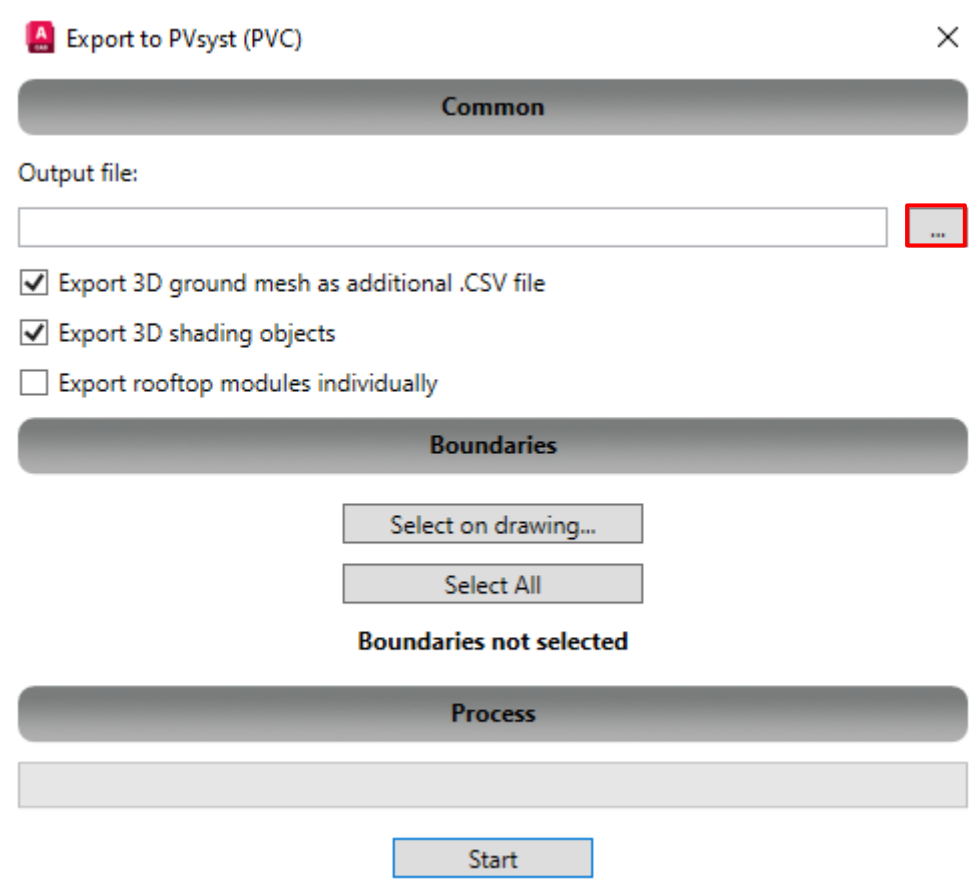 A
CAD
Export to PVsyst (PVC)
Common
Output file:
...
Export 3D ground mesh as additional .CSV file
Export 3D shading objects
Export rooftop modules individually
Boundaries
Select on drawing...
Select All
Boundaries not selected
Process
Start